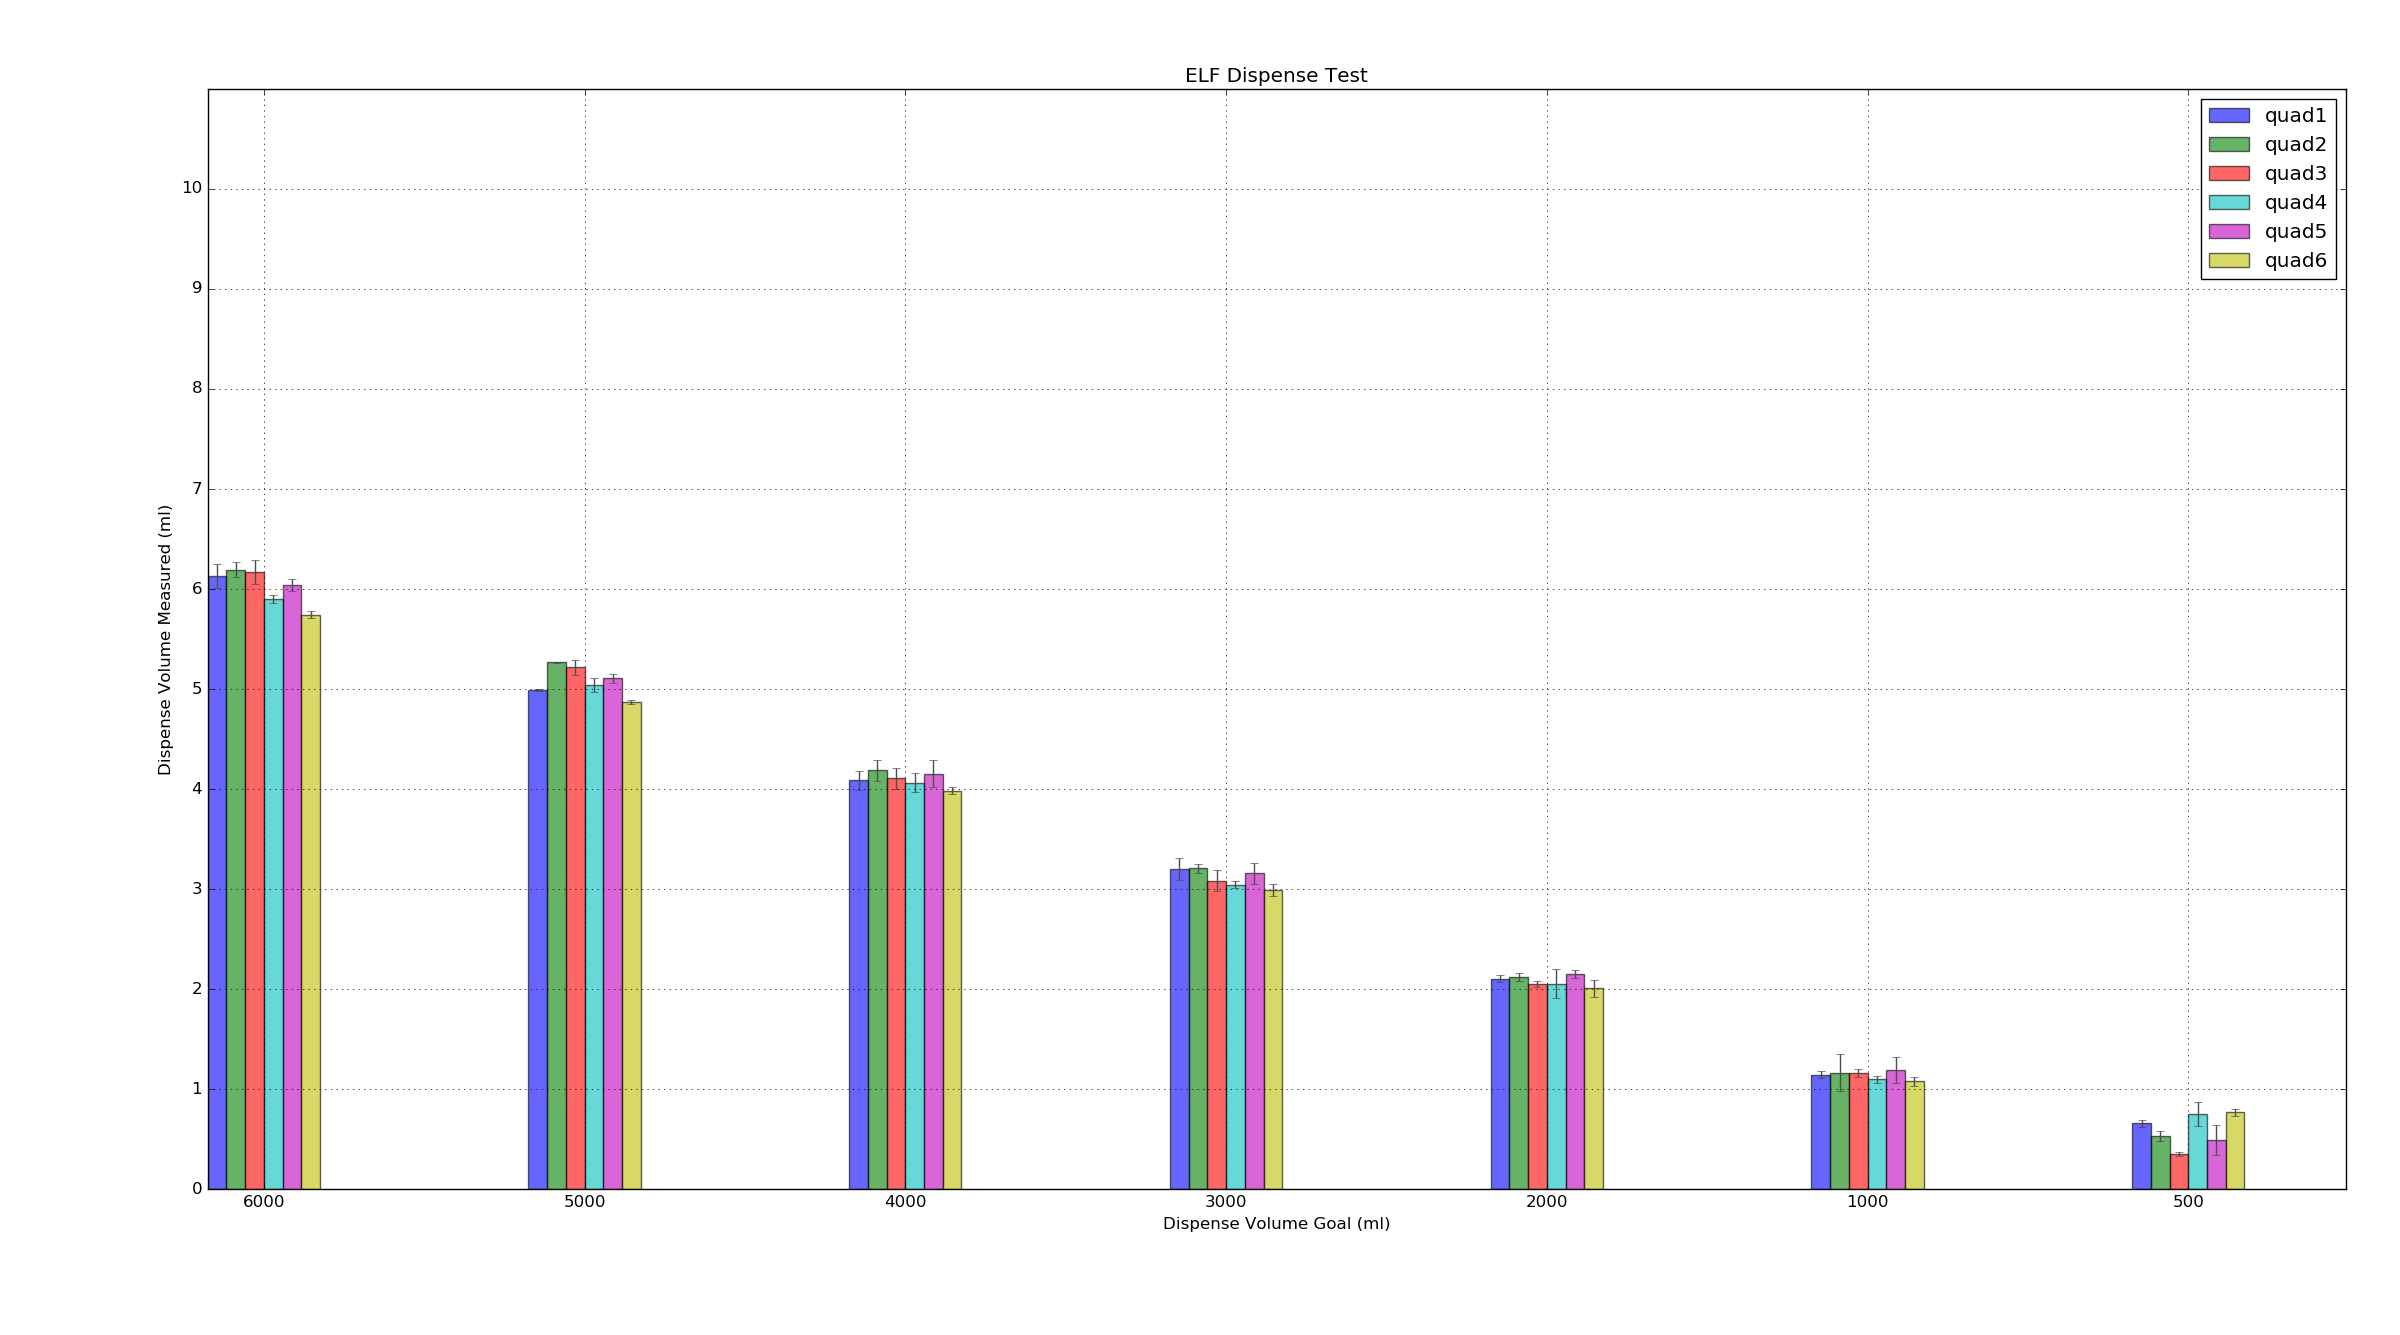 ELF Dispense Test
quad1
quad2
quad3
quad4
quad5
quad6
10
9
8
7
6
5
4
3
2
1
0
Dispense Volume Measured (ml)
6000 5000 4000 3000 2000 1000 500
Dispense Volume Goal (ml)